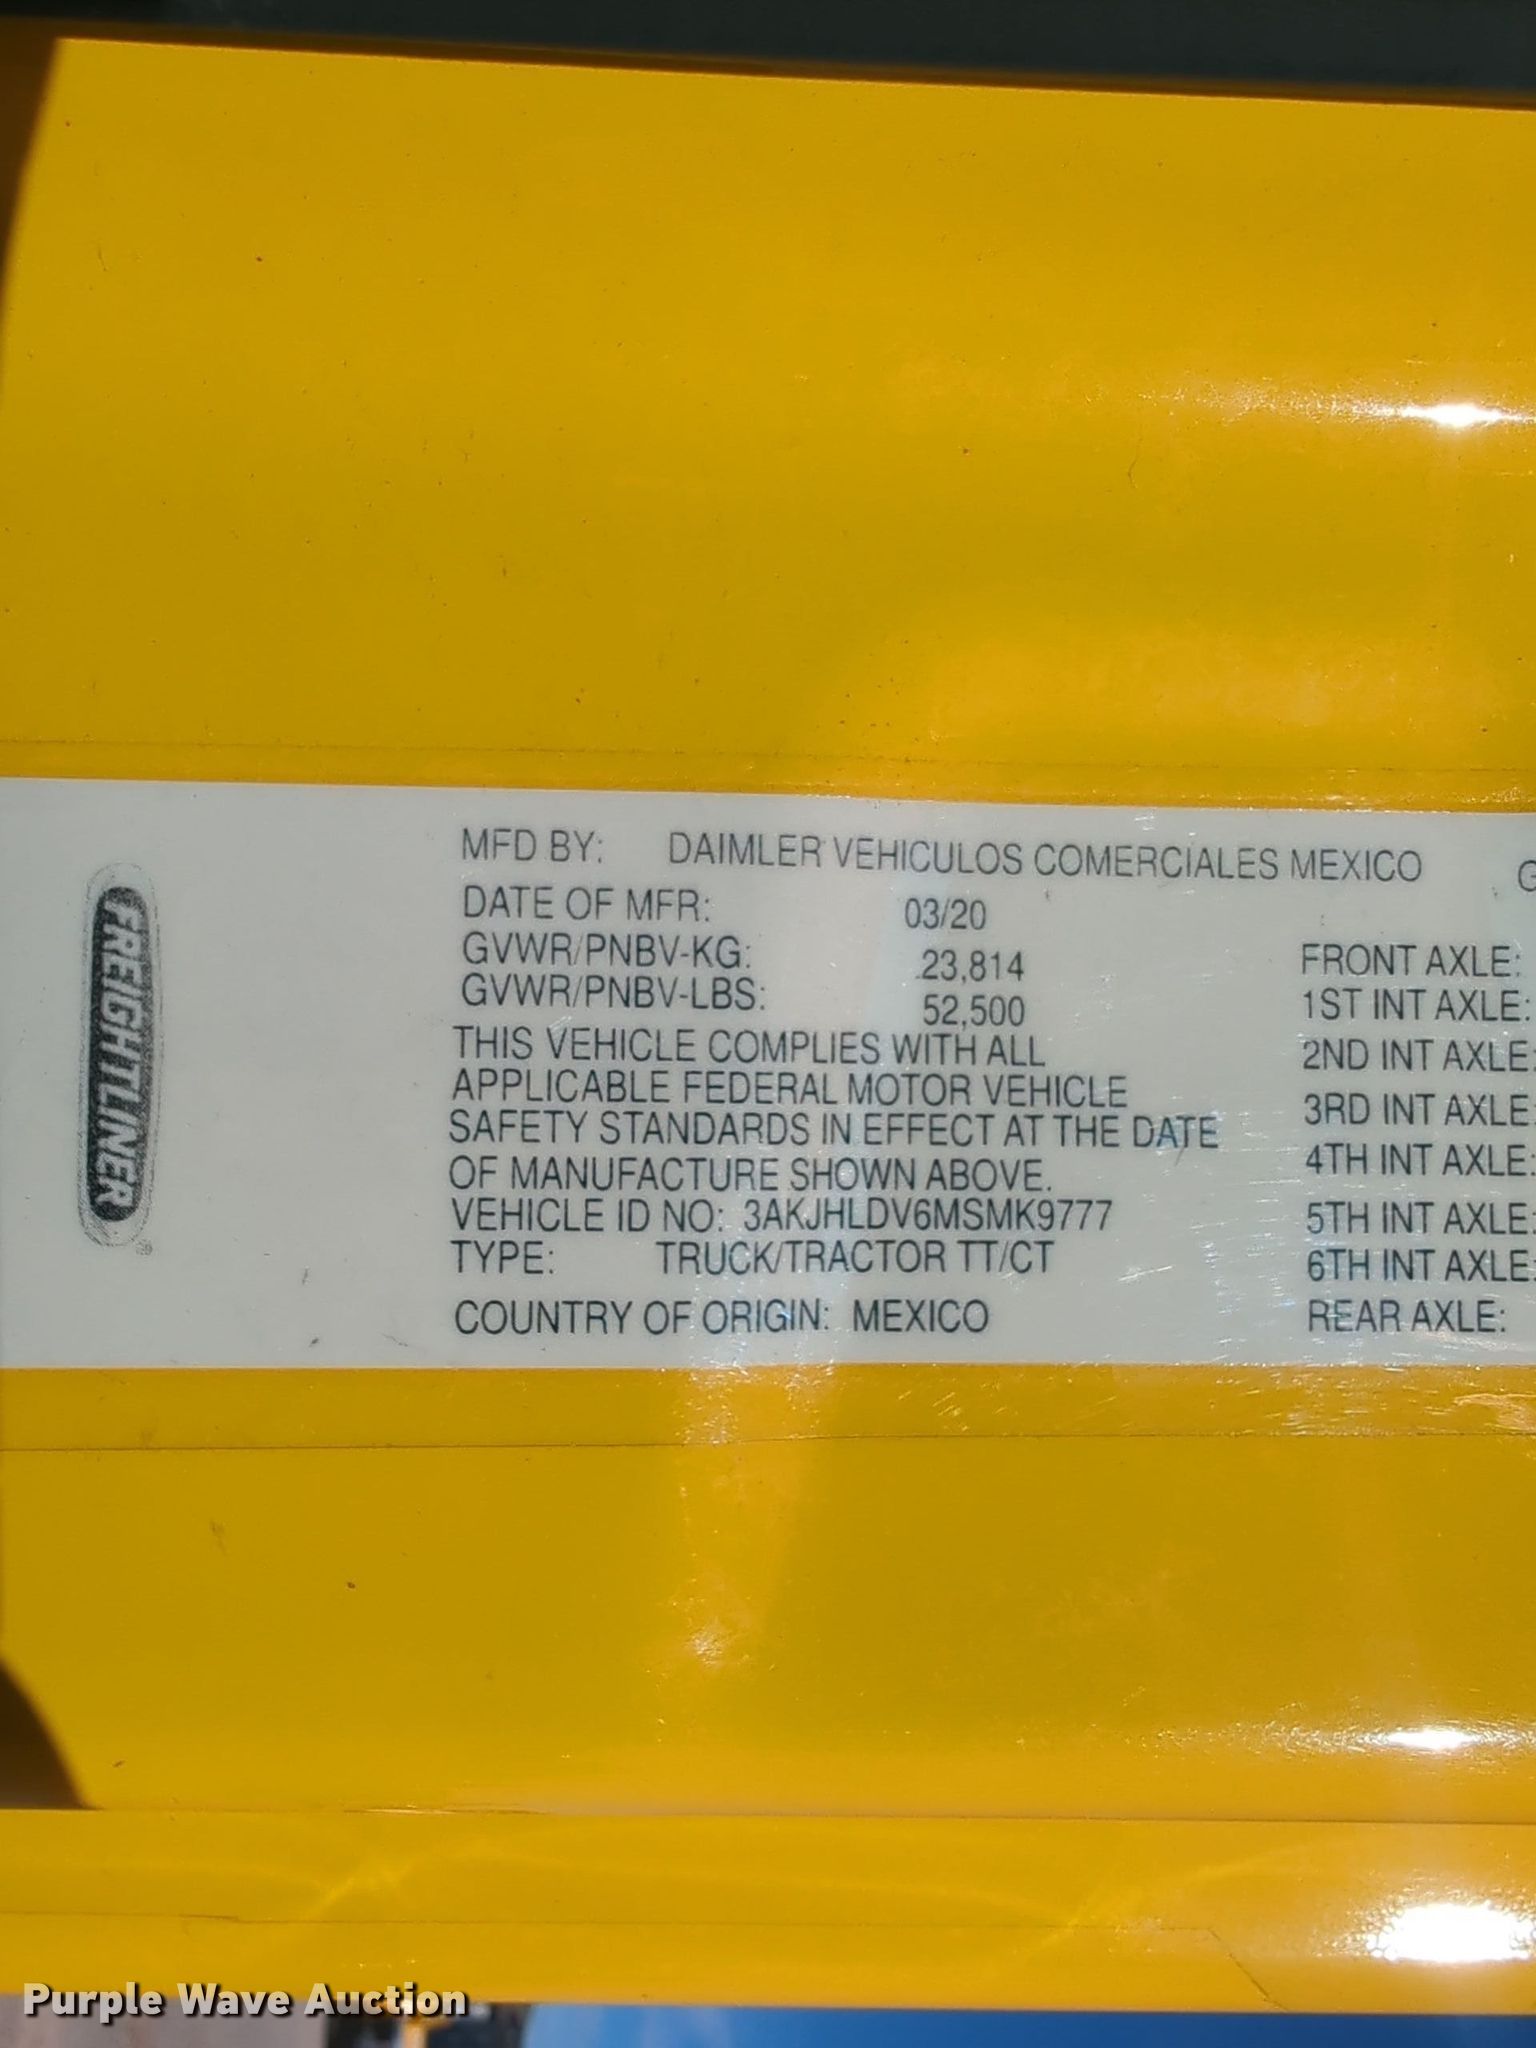 FREIGHTLINER
®
MFD BY: DAIMLER VEHICULOS COMERCIALES MEXICO G
DATE OF MFR: 03/20
GVWR/PNBV-KG: 23,814 FRONT AXLE:
GVWR/PNBV-LBS: 52,500 1ST INT AXLE:
THIS VEHICLE COMPLIES WITH ALL 2ND INT AXLE:
APPLICABLE FEDERAL MOTOR VEHICLE 3RD INT AXLE:
SAFETY STANDARDS IN EFFECT AT THE DATE 4TH INT AXLE:
OF MANUFACTURE SHOWN ABOVE.
VEHICLE ID NO: 3AKJHLDV6MSMK9777 5TH INT AXLE:
TYPE: TRUCK/TRACTOR TT/CT 6TH INT AXLE:
COUNTRY OF ORIGIN: MEXICO REAR AXLE:
Purple Wave Auction